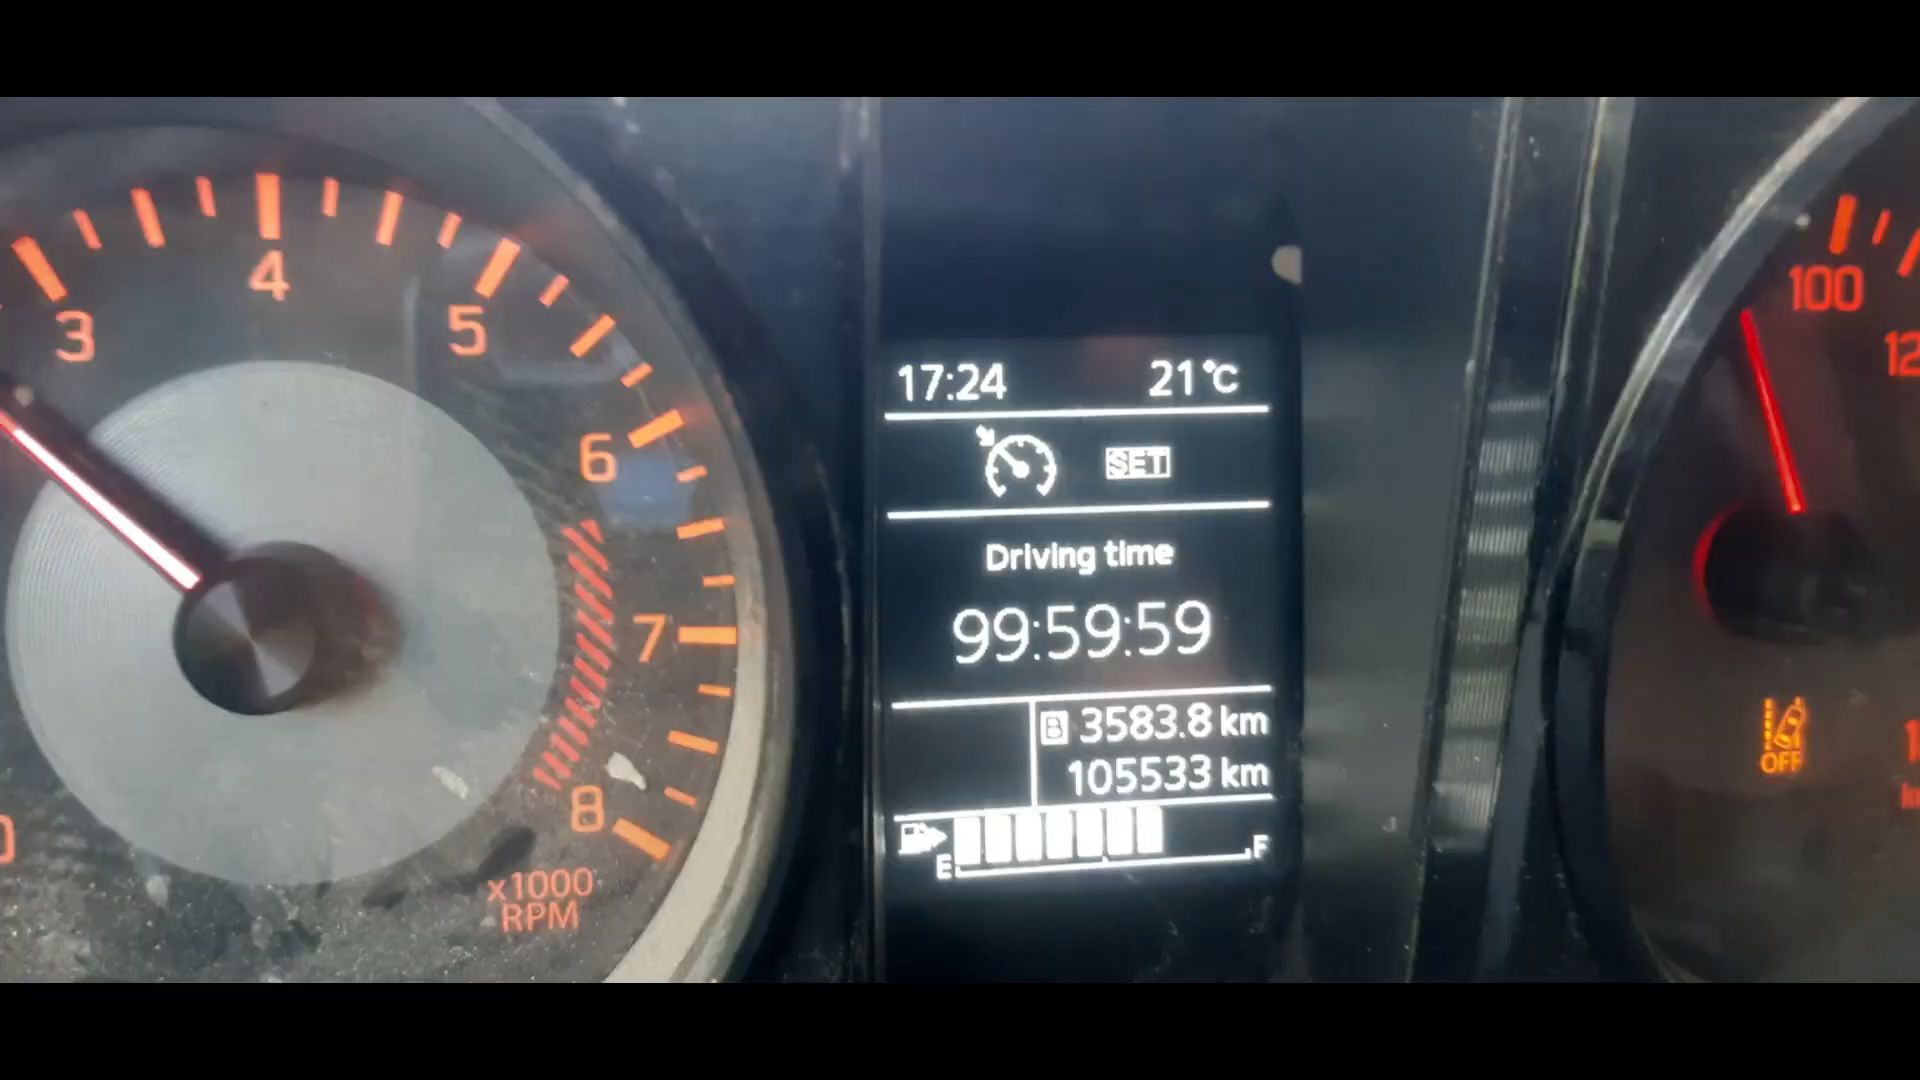 3
4
5
6
7
8
x1000
RPM
17:24 21°C
SET
Driving time
99:59:59
B 3583.8 km
105533 km
E F
100
OFF